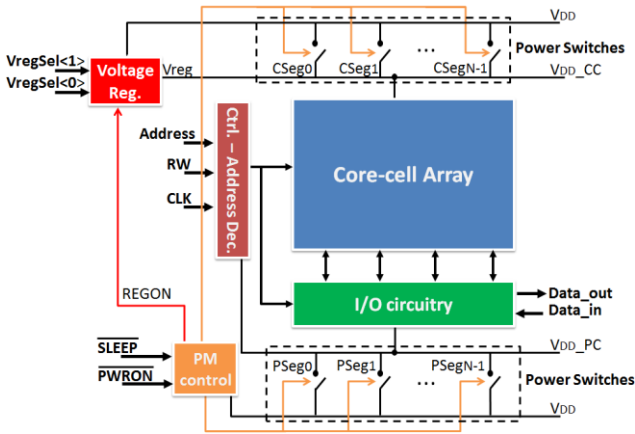 VDD
Power Switches
VregSel<1>
VregSel<0>
Voltage
Reg.
Vreg
CSeg0
CSeg1
...
CSegN-1
VDD_CC
Address
RW
CLK
Ctrl. – Address Dec.
Core-cell Array
REGON
I/O circuitry
Data_out
Data_in
SLEEP
PWRON
PM
control
PSeg0
PSeg1
...
PSegN-1
VDD_PC
Power Switches
VDD